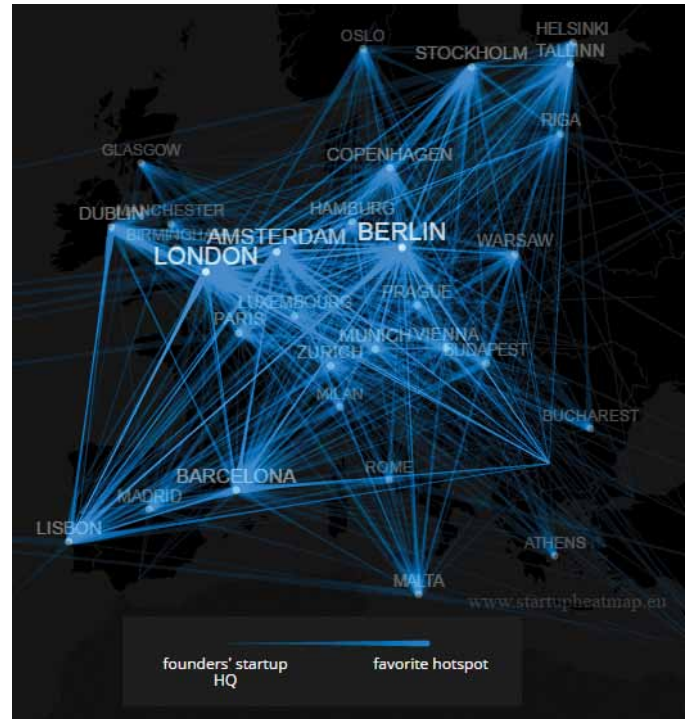 OSLO
HELSINKI
STOCKHOLM
TALLINN
RIGA
GLASGOW
COPENHAGEN
DUBLIN
MANCHESTER
HAMBURG
BIRMINGHAM
AMSTERDAM
BERLIN
WARSAW
LONDON
LUXEMBOURG
PRAGUE
PARIS
MUNICH
VIENNA
ZURICH
BUDAPEST
MILAN
BUCHAREST
BARCELONA
ROME
MADRID
LISBON
ATHENS
MALTA
www.startupheatmap.eu
founders' startup
HQ
favorite hotspot